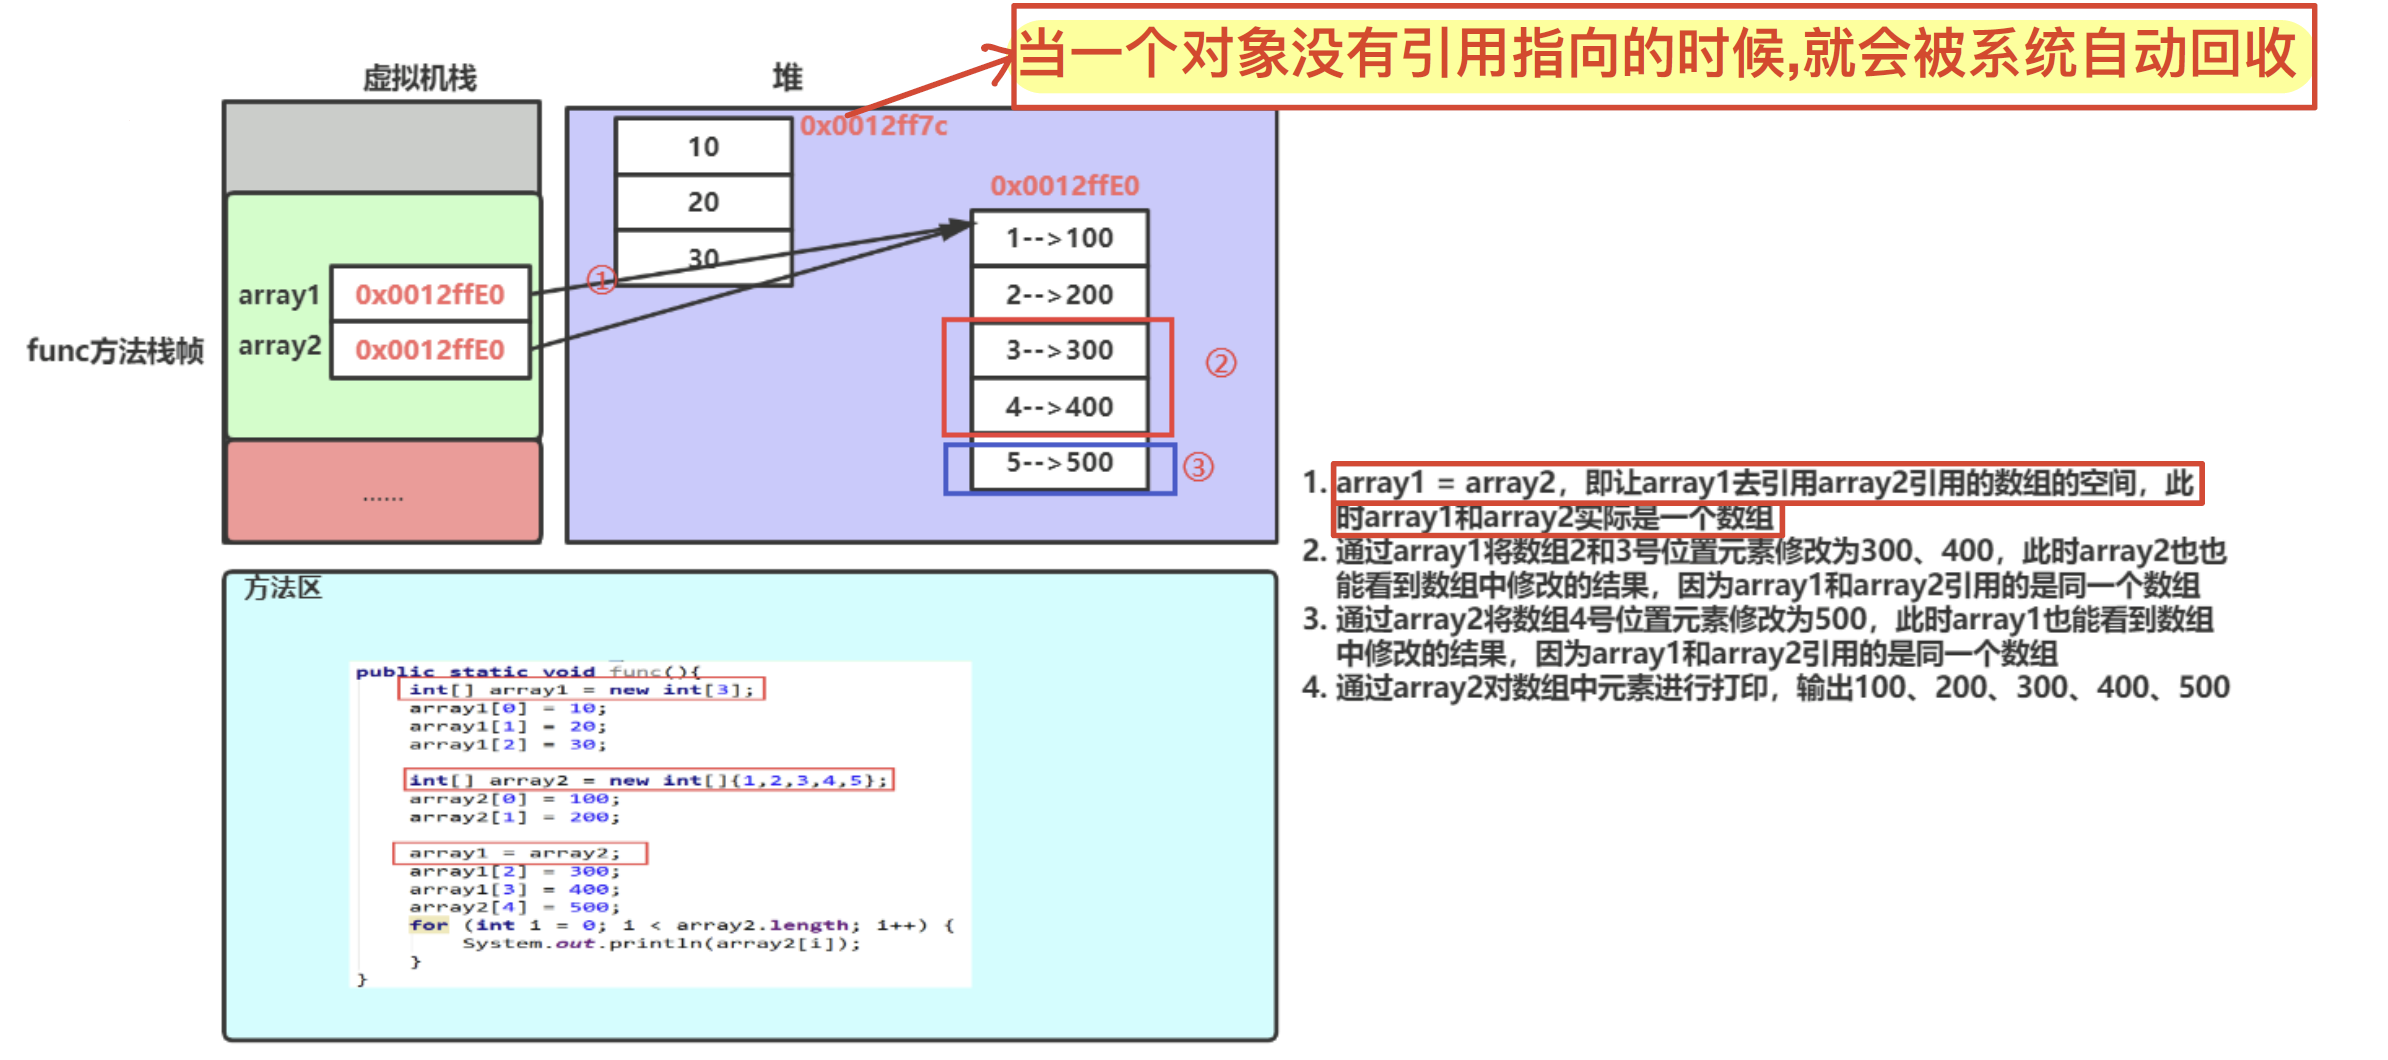 当一个对象没有引用指向的时候,就会被系统自动回收
虚拟机栈
堆
0x0012ff7c
10
20
30
0x0012ffE0
1-->100
2-->200
3-->300
4-->400
5-->500
①
②
③
array1
0x0012ffE0
array2
0x0012ffE0
func方法栈帧
......
1. array1 = array2，即让array1去引用array2引用的数组的空间，此
时array1和array2实际是一个数组
2. 通过array1将数组2和3号位置元素修改为300、400，此时array2也也
能看到数组中修改的结果，因为array1和array2引用的是同一个数组
3. 通过array2将数组4号位置元素修改为500，此时array1也能看到数组
中修改的结果，因为array1和array2引用的是同一个数组
4. 通过array2对数组中元素进行打印，输出100、200、300、400、500
方法区
public static void func(){
int[] array1 = new int[3];
array1[0] = 10;
array1[1] = 20;
array1[2] = 30;
int[] array2 = new int[]{1,2,3,4,5};
array2[0] = 100;
array2[1] = 200;
array1 = array2;
array1[2] = 300;
array1[3] = 400;
array2[4] = 500;
for (int i = 0; i < array2.length; i++) {
System.out.println(array2[i]);
}
}